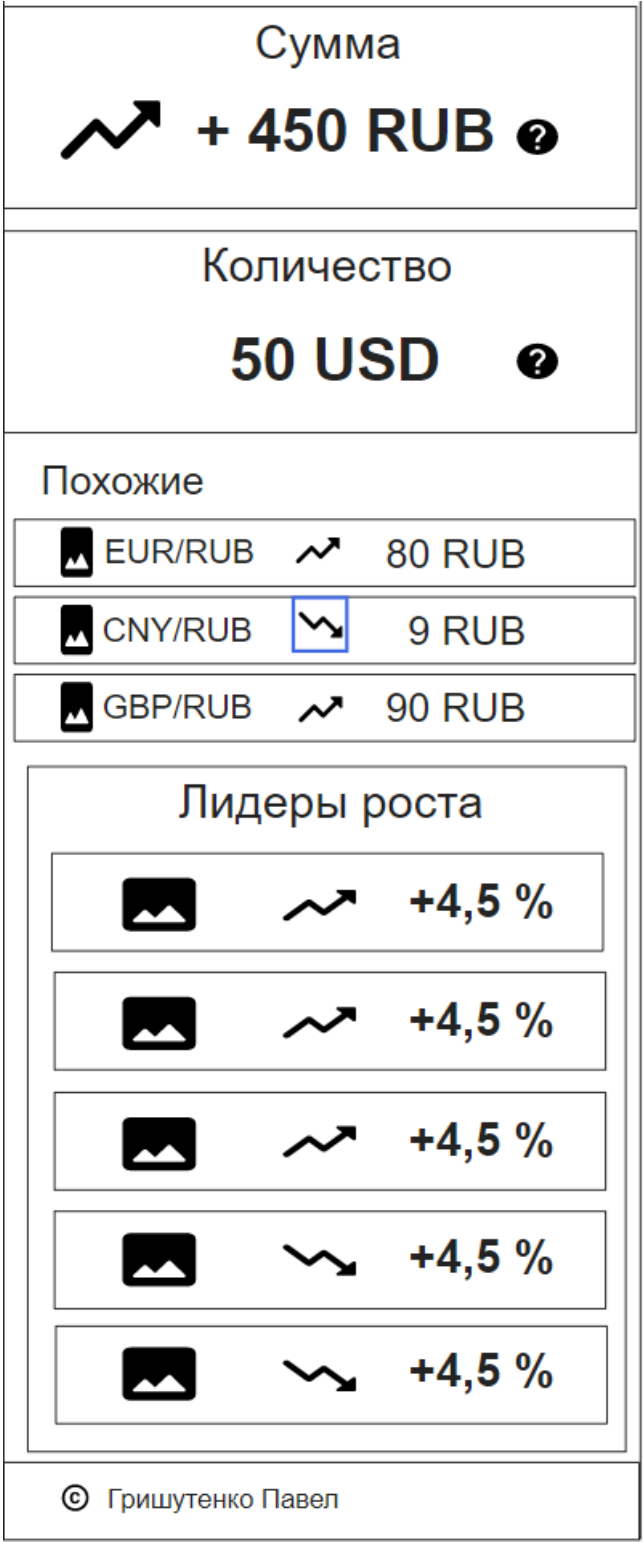 Сумма
+ 450 RUB ?
Количество
50 USD ?
Похожие
EUR/RUB 80 RUB
CNY/RUB 9 RUB
GBP/RUB 90 RUB
Лидеры роста
+4,5 %
+4,5 %
+4,5 %
+4,5 %
+4,5 %
© Гришутенко Павел